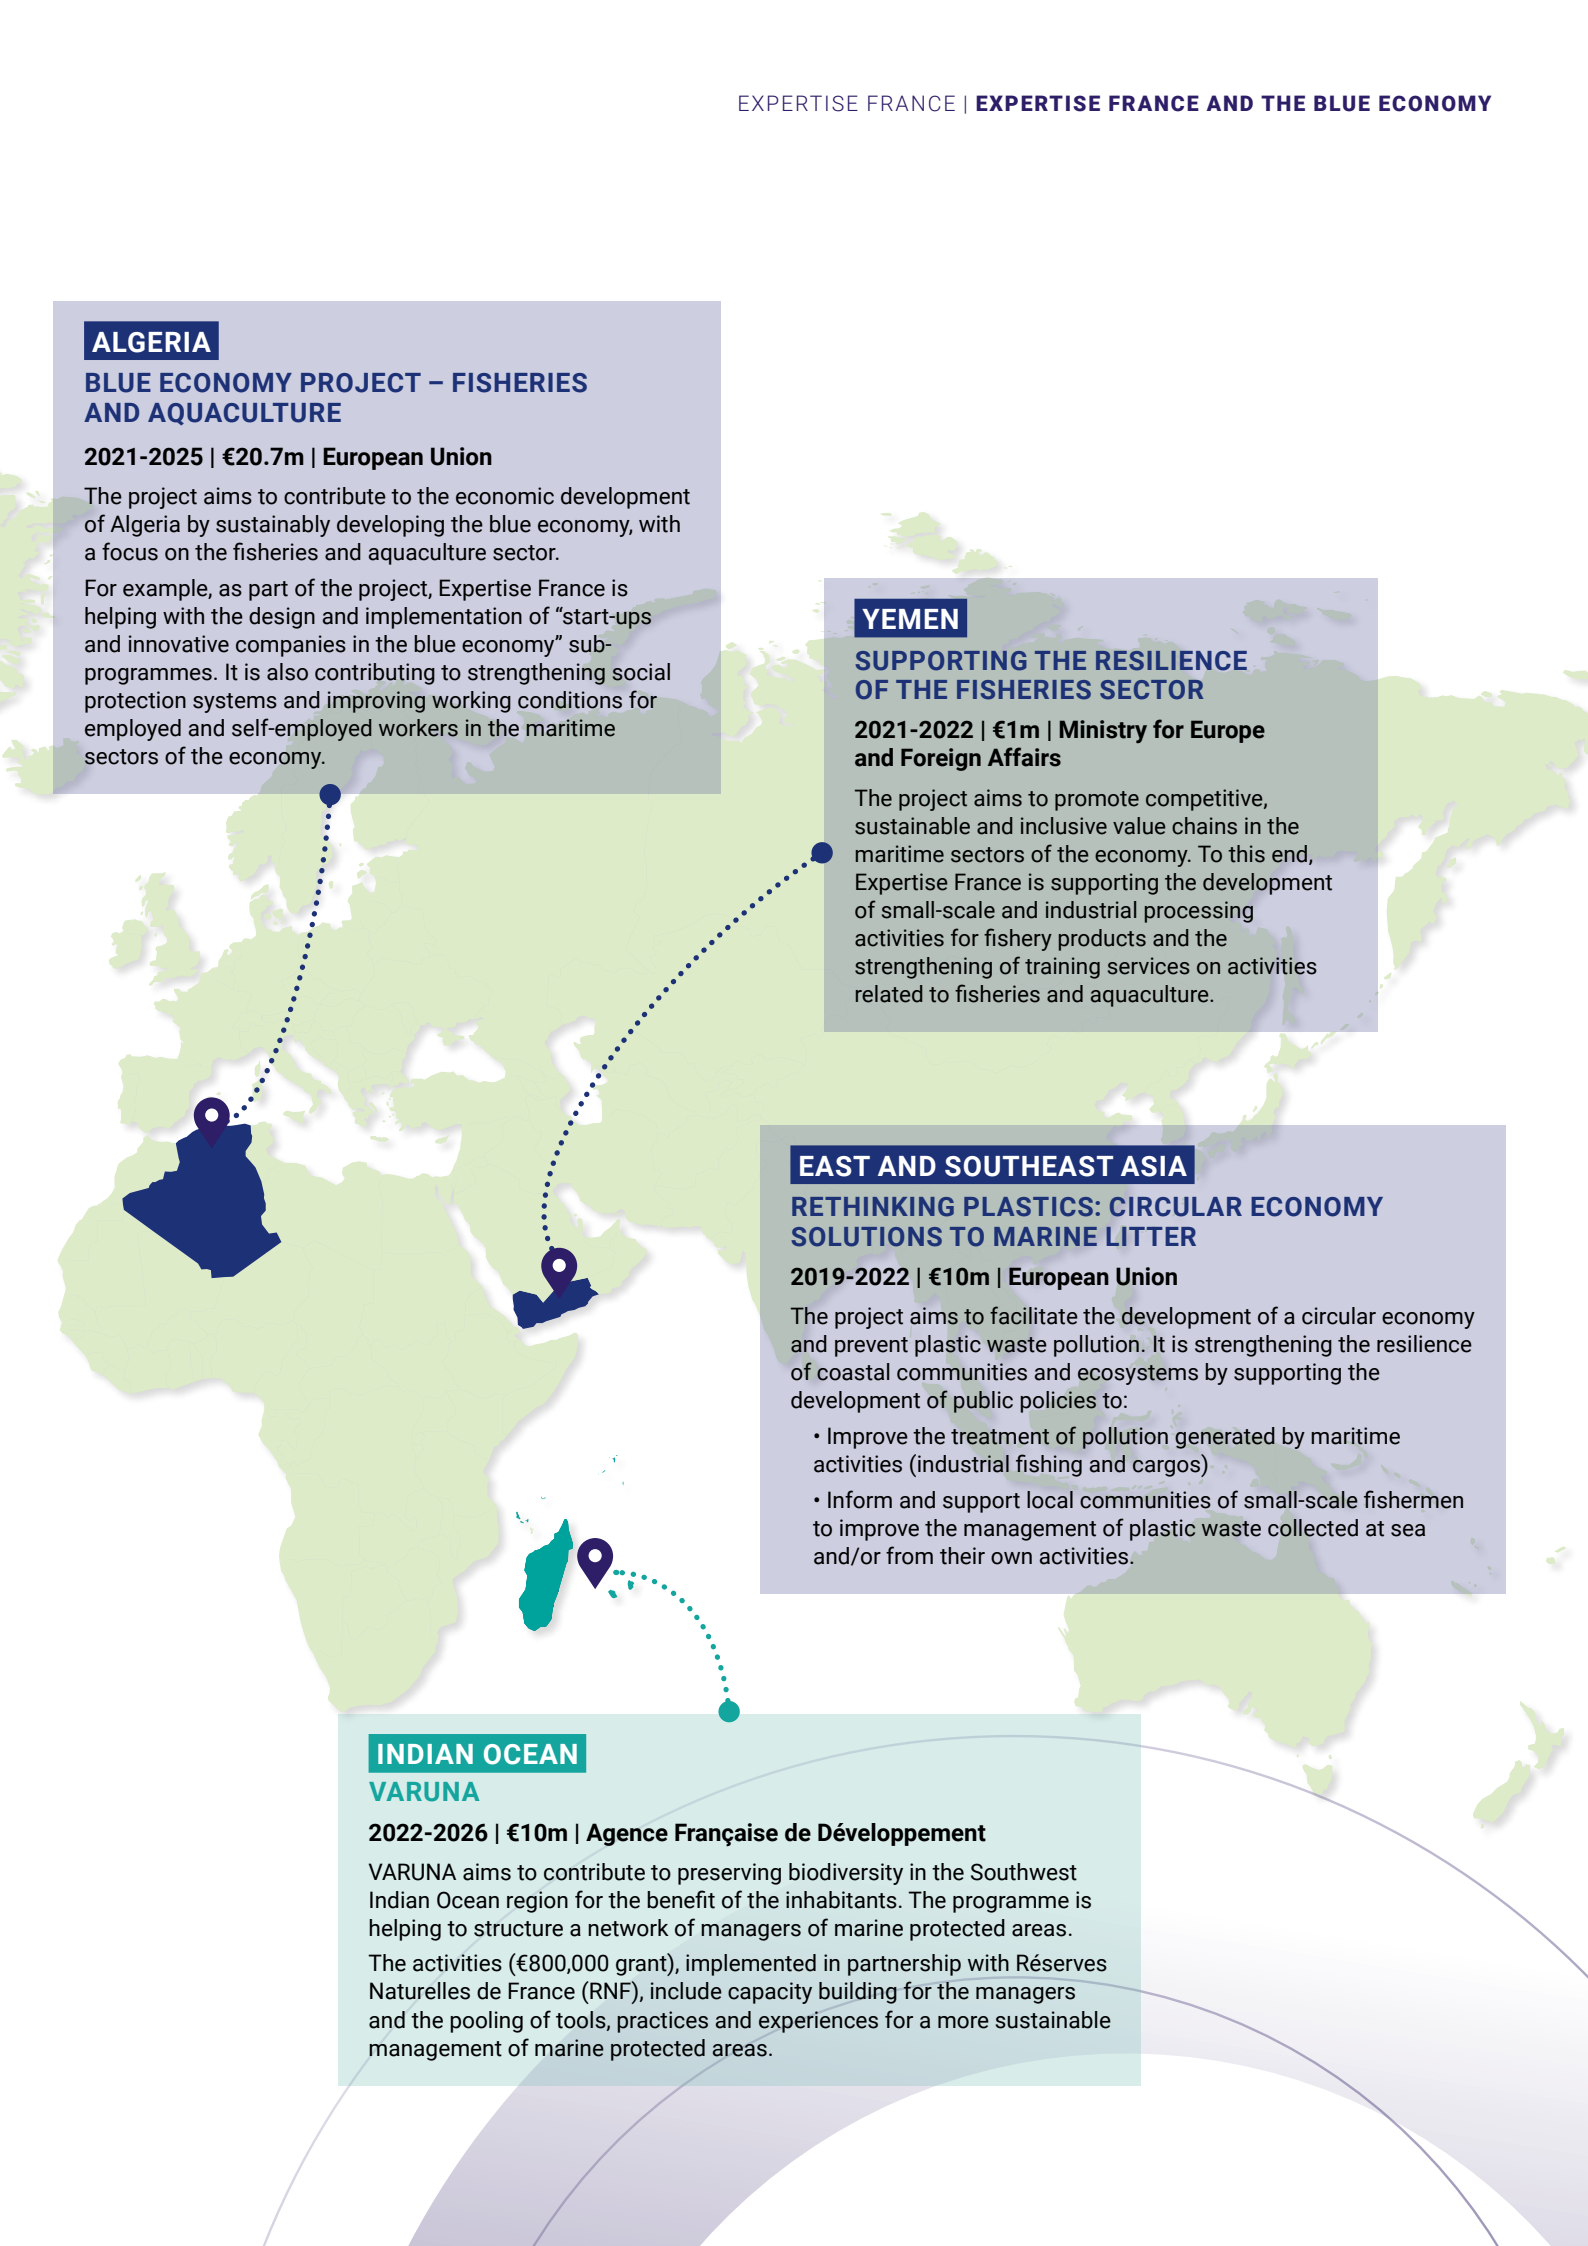 EXPERTISE FRANCE | EXPERTISE FRANCE AND THE BLUE ECONOMY
ALGERIA
BLUE ECONOMY PROJECT – FISHERIES
AND AQUACULTURE
2021-2025 | €20.7m | European Union
The project aims to contribute to the economic development
of Algeria by sustainably developing the blue economy, with
a focus on the fisheries and aquaculture sector.
For example, as part of the project, Expertise France is
helping with the design and implementation of “start-ups
and innovative companies in the blue economy” sub-
programmes. It is also contributing to strengthening social
protection systems and improving working conditions for
employed and self-employed workers in the maritime
sectors of the economy.
YEMEN
SUPPORTING THE RESILIENCE
OF THE FISHERIES SECTOR
2021-2022 | €1m | Ministry for Europe
and Foreign Affairs
The project aims to promote competitive,
sustainable and inclusive value chains in the
maritime sectors of the economy. To this end,
Expertise France is supporting the development
of small-scale and industrial processing
activities for fishery products and the
strengthening of training services on activities
related to fisheries and aquaculture.
EAST AND SOUTHEAST ASIA
RETHINKING PLASTICS: CIRCULAR ECONOMY
SOLUTIONS TO MARINE LITTER
2019-2022 | €10m | European Union
The project aims to facilitate the development of a circular economy
and prevent plastic waste pollution. It is strengthening the resilience
of coastal communities and ecosystems by supporting the
development of public policies to:
• Improve the treatment of pollution generated by maritime
activities (industrial fishing and cargos)
• Inform and support local communities of small-scale fishermen
to improve the management of plastic waste collected at sea
and/or from their own activities.
INDIAN OCEAN
VARUNA
2022-2026 | €10m | Agence Française de Développement
VARUNA aims to contribute to preserving biodiversity in the Southwest
Indian Ocean region for the benefit of the inhabitants. The programme is
helping to structure a network of managers of marine protected areas.
The activities (€800,000 grant), implemented in partnership with Réserves
Naturelles de France (RNF), include capacity building for the managers
and the pooling of tools, practices and experiences for a more sustainable
management of marine protected areas.